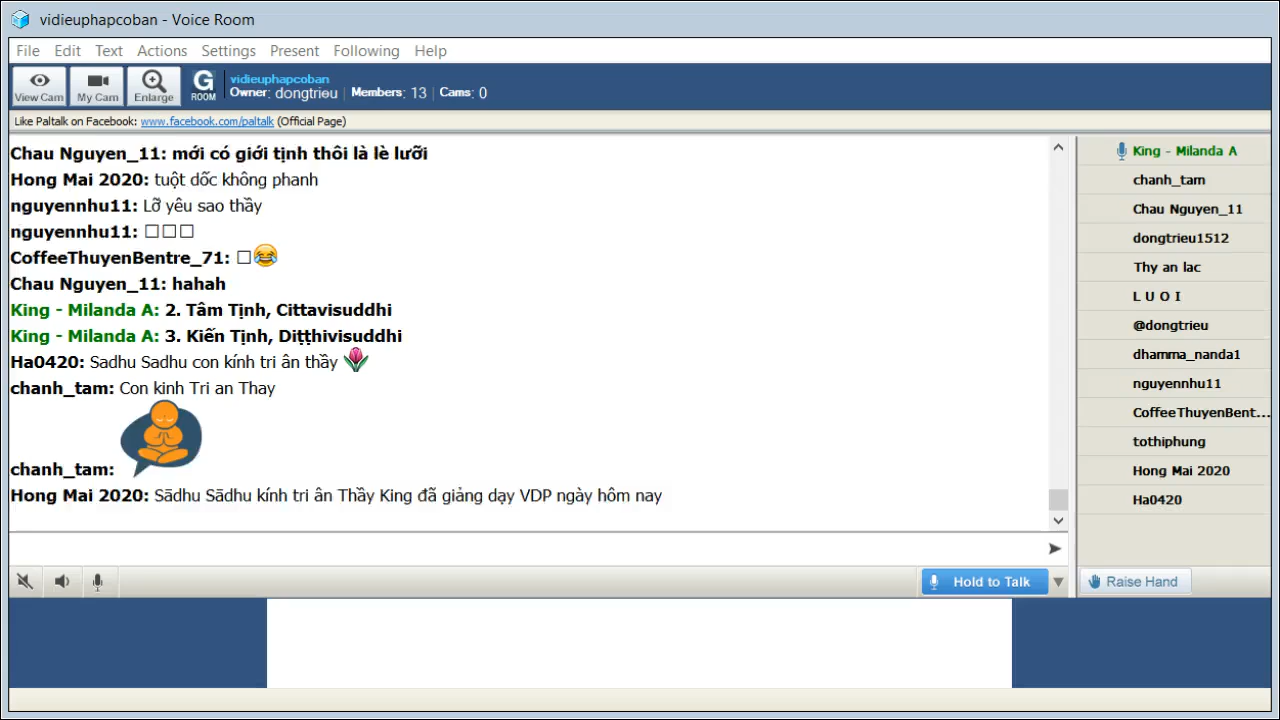 vidieuphapcoban - Voice Room
File Edit Text Actions Settings Present Following Help
View Cam
My Cam
Enlarge
G
ROOM
vidieuphapcoban
Owner: dongtrieu | Members: 13 | Cams: 0
Like Paltalk on Facebook: www.facebook.com/paltalk (Official Page)
Chau Nguyen_11: mới có giới tịnh thôi là lè lưỡi
Hong Mai 2020: tuột dốc không phanh
nguyennhu11: Lỡ yêu sao thầy
nguyennhu11: □□□
CoffeeThuyenBentre_71: □😂
Chau Nguyen_11: hahah
King - Milanda A: 2. Tâm Tịnh, Cittavisuddhi
King - Milanda A: 3. Kiến Tịnh, Diṭṭhivisuddhi
Ha0420: Sadhu Sadhu con kính tri ân thầy 🌷
chanh_tam: Con kinh Tri an Thay
chanh_tam:
Hong Mai 2020: Sādhu Sādhu kính tri ân Thầy King đã giảng dạy VDP ngày hôm nay
King - Milanda A
chanh_tam
Chau Nguyen_11
dongtrieu1512
Thy an lac
L U O I
@dongtrieu
dhamma_nanda1
nguyennhu11
CoffeeThuyenBent...
tothiphung
Hong Mai 2020
Ha0420
Hold to Talk
Raise Hand